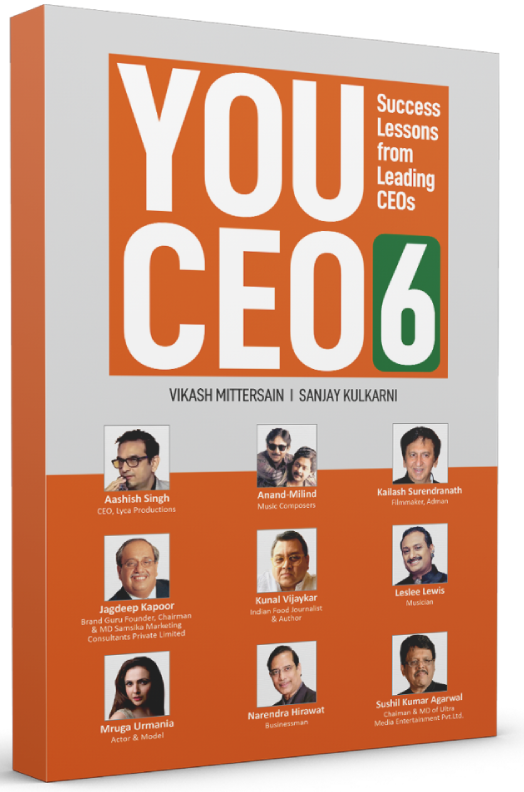 YOU
CEO 6
Success
Lessons
from
Leading
CEOs
VIKASH MITTERSAIN | SANJAY KULKARNI
Aashish Singh
CEO, Lyca Productions
Anand-Milind
Music Composers
Kailash Surendranath
Filmmaker, Adman
Jagdeep Kapoor
Brand Guru Founder, Chairman
& MD Samsika Marketing
Consultants Private Limited
Kunal Vijaykar
Indian Food Journalist
& Author
Leslee Lewis
Musician
Mruga Urmania
Actor & Model
Narendra Hirawat
Businessman
Sushil Kumar Agarwal
Chaiman & MD of Ultra
Media Entertainment Pvt.Ltd.